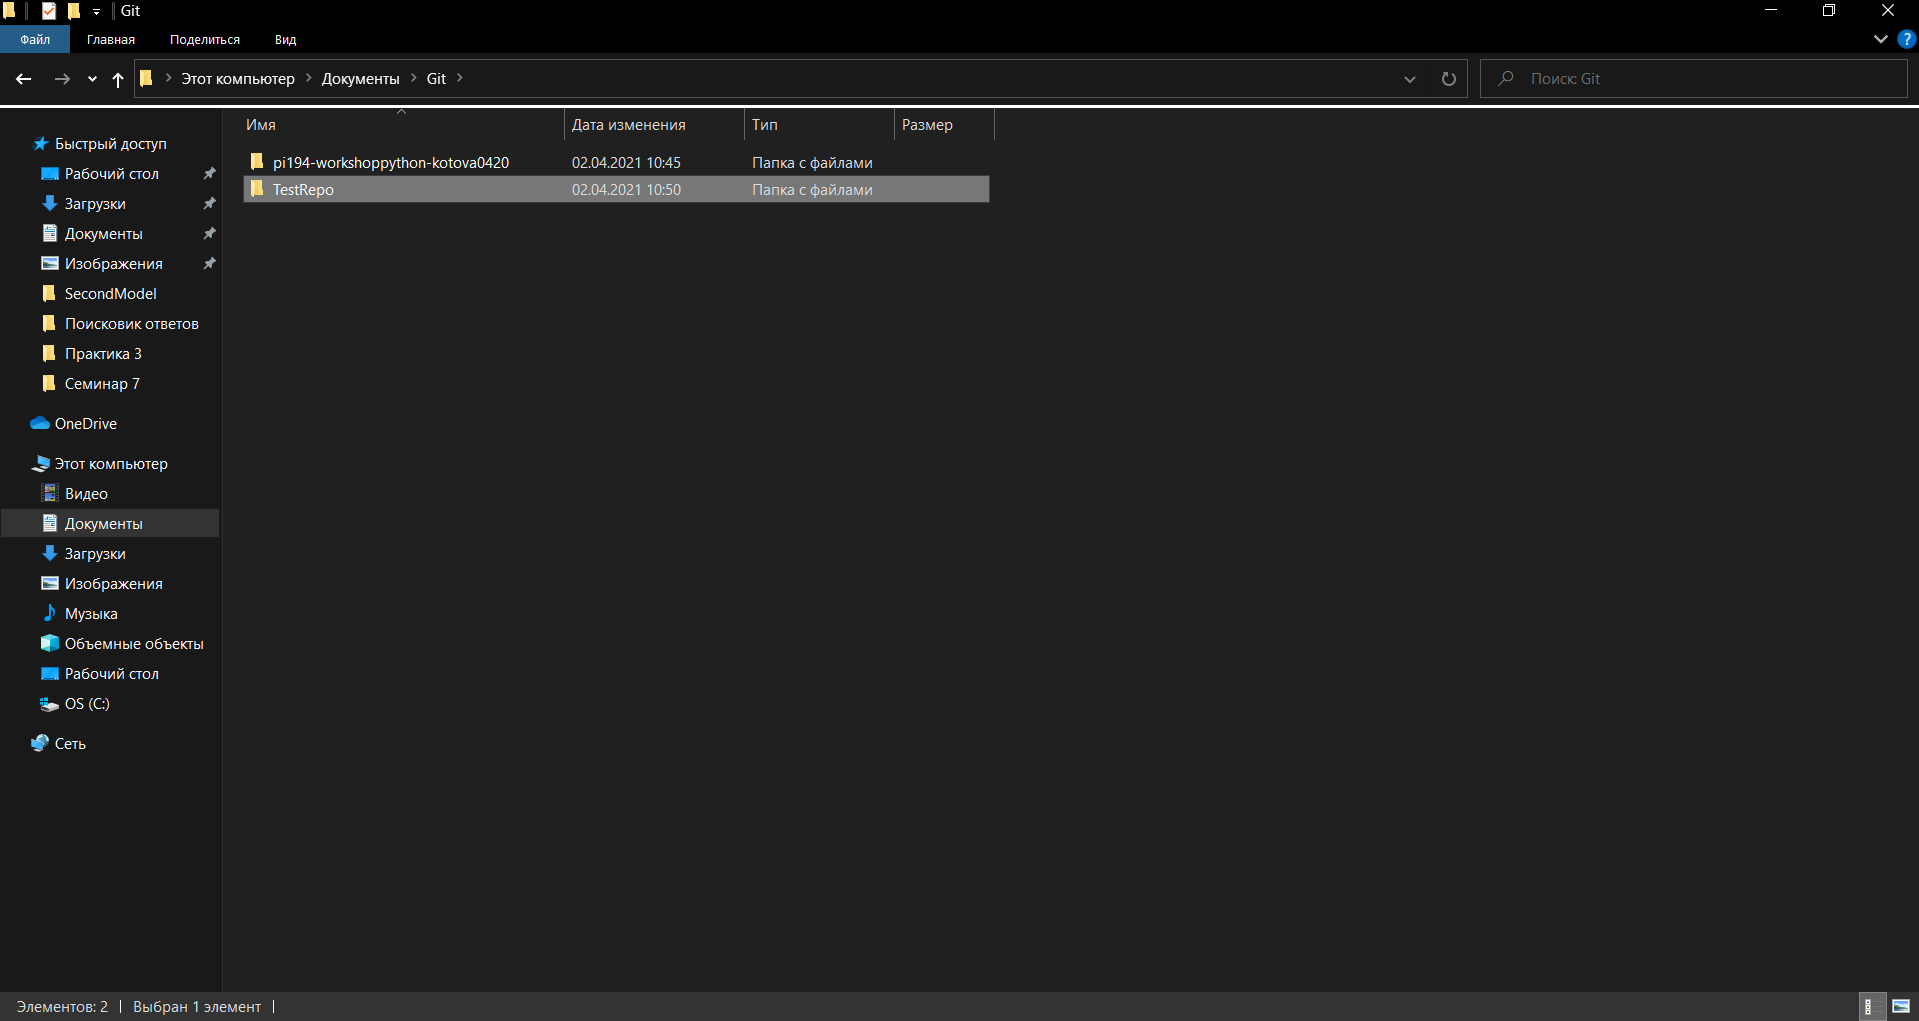 Git
Файл Главная Поделиться Вид
Этот компьютер Документы Git
Поиск: Git
Имя Дата изменения Тип Размер
pi194-workshoppython-kotova0420 02.04.2021 10:45 Папка с файлами
TestRepo 02.04.2021 10:50 Папка с файлами
Быстрый доступ
Рабочий стол
Загрузки
Документы
Изображения
SecondModel
Поисковик ответов
Практика 3
Семинар 7
OneDrive
Этот компьютер
Видео
Документы
Загрузки
Изображения
Музыка
Объемные объекты
Рабочий стол
OS (C:)
Сеть
Элементов: 2 Выбран 1 элемент